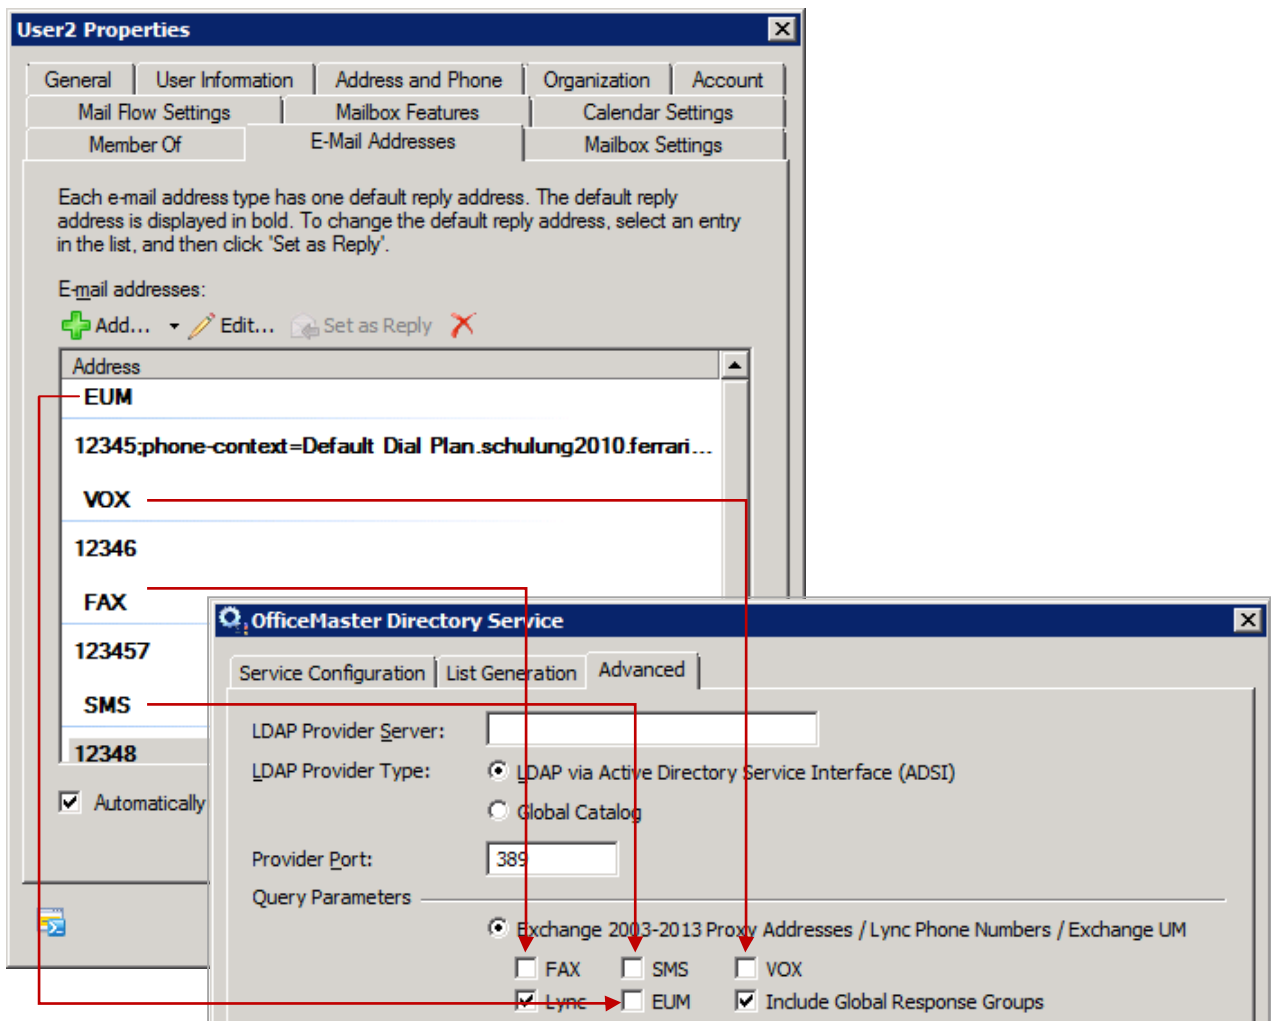 User2 Properties
General User Information Address and Phone Organization Account
Mail Flow Settings Mailbox Features Calendar Settings
Member Of E-Mail Addresses Mailbox Settings
Each e-mail address type has one default reply address. The default reply
address is displayed in bold. To change the default reply address, select an entry
in the list, and then click 'Set as Reply'.
E-mail addresses:
Add... Edit... Set as Reply
Address
EUM
12345;phone-context=Default Dial Plan.schulung2010.ferrari...
VOX
12346
FAX
123457
SMS
12348
Automatically
OfficeMaster Directory Service
Service Configuration List Generation Advanced
LDAP Provider Server:
LDAP Provider Type: LDAP via Active Directory Service Interface (ADSI)
Global Catalog
Provider Port: 389
Query Parameters
Exchange 2003-2013 Proxy Addresses / Lync Phone Numbers / Exchange UM
FAX SMS VOX
Lync EUM Include Global Response Groups